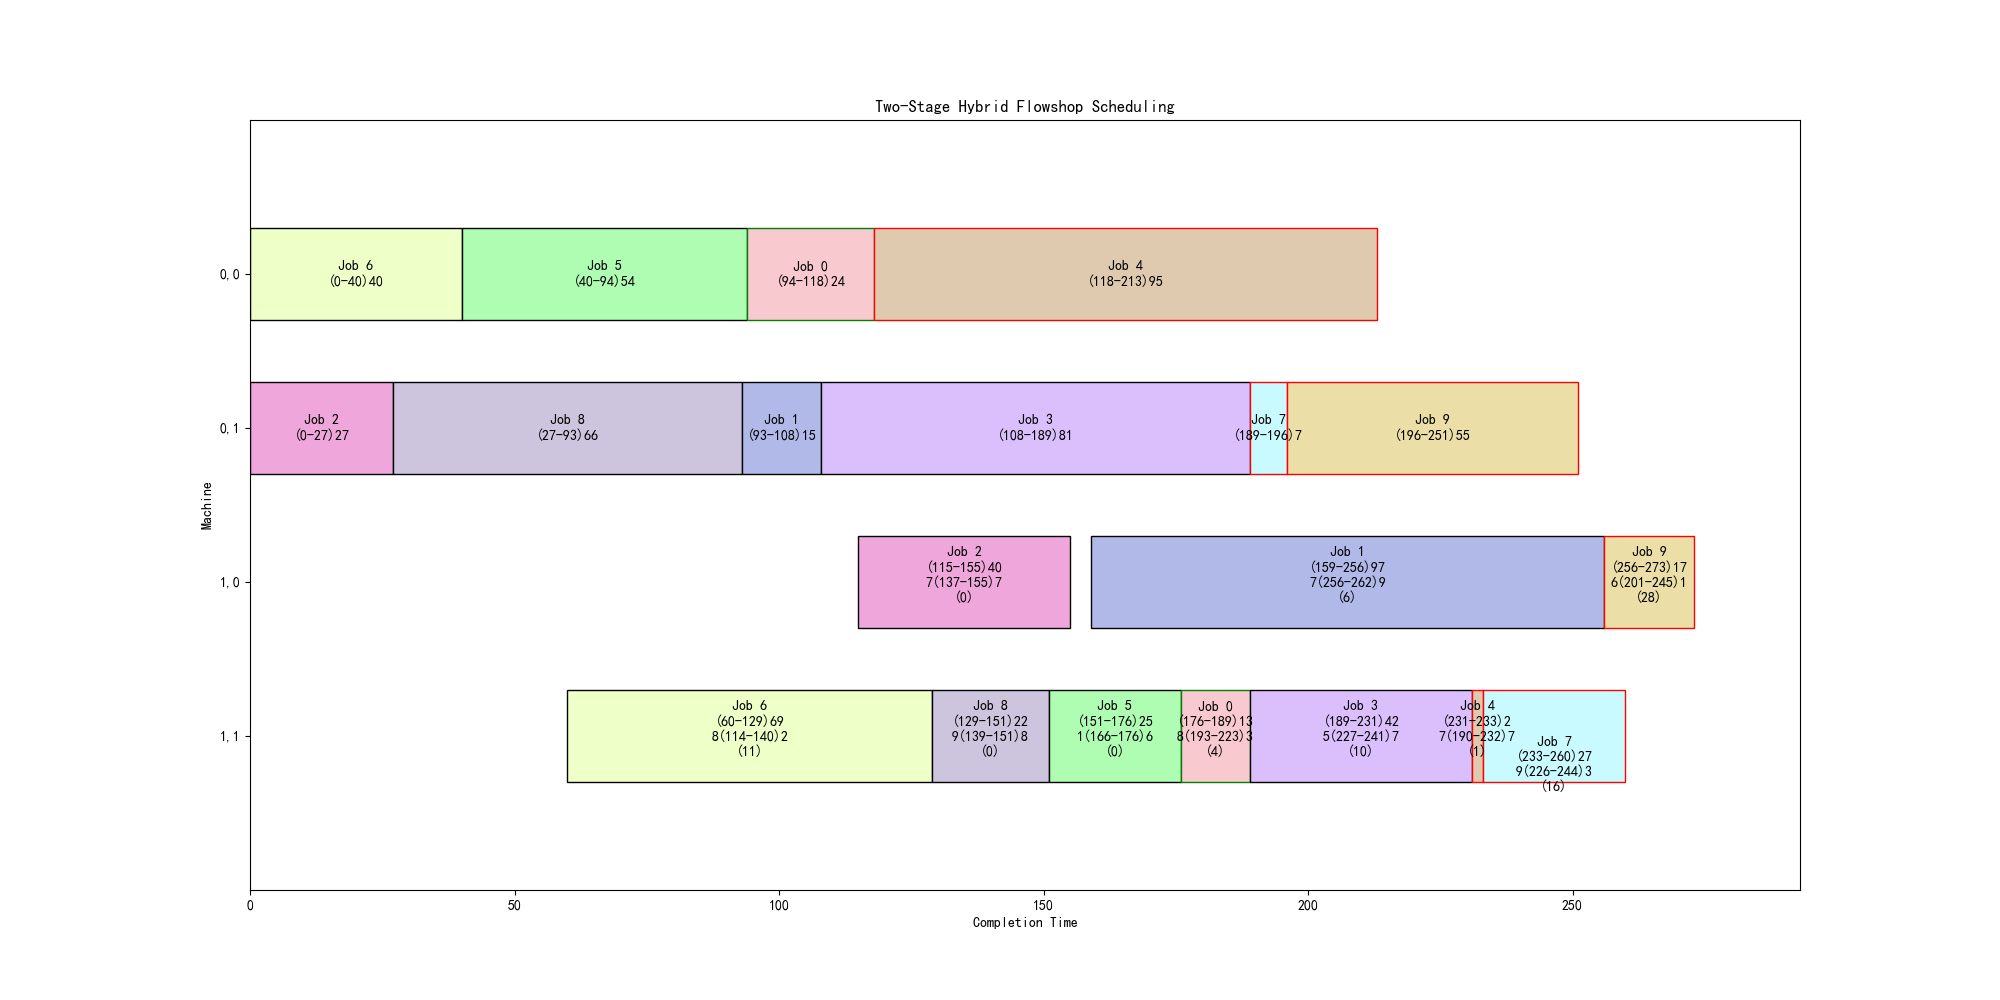 Two-Stage Hybrid Flowshop Scheduling
Machine
0,0
Job 6
(0-40)40
Job 5
(40-94)54
Job 0
(94-118)24
Job 4
(118-213)95
0,1
Job 2
(0-27)27
Job 8
(27-93)66
Job 1
(93-108)15
Job 3
(108-189)81
Job 7
(189-196)7
Job 9
(196-251)55
1,0
Job 2
(115-155)40
7(137-155)7
(0)
Job 1
(159-256)97
7(256-262)9
(6)
Job 9
(256-273)17
6(201-245)1
(28)
1,1
Job 6
(60-129)69
8(114-140)2
(11)
Job 8
(129-151)22
9(139-151)8
(0)
Job 5
(151-176)25
1(166-176)6
(0)
Job 0
(176-189)13
8(193-223)3
(4)
Job 3
(189-231)42
5(227-241)7
(10)
Job 4
(231-233)2
7(190-232)7
(1)
Job 7
(233-260)27
9(226-244)3
(16)
0
50
100
150
200
250
Completion Time